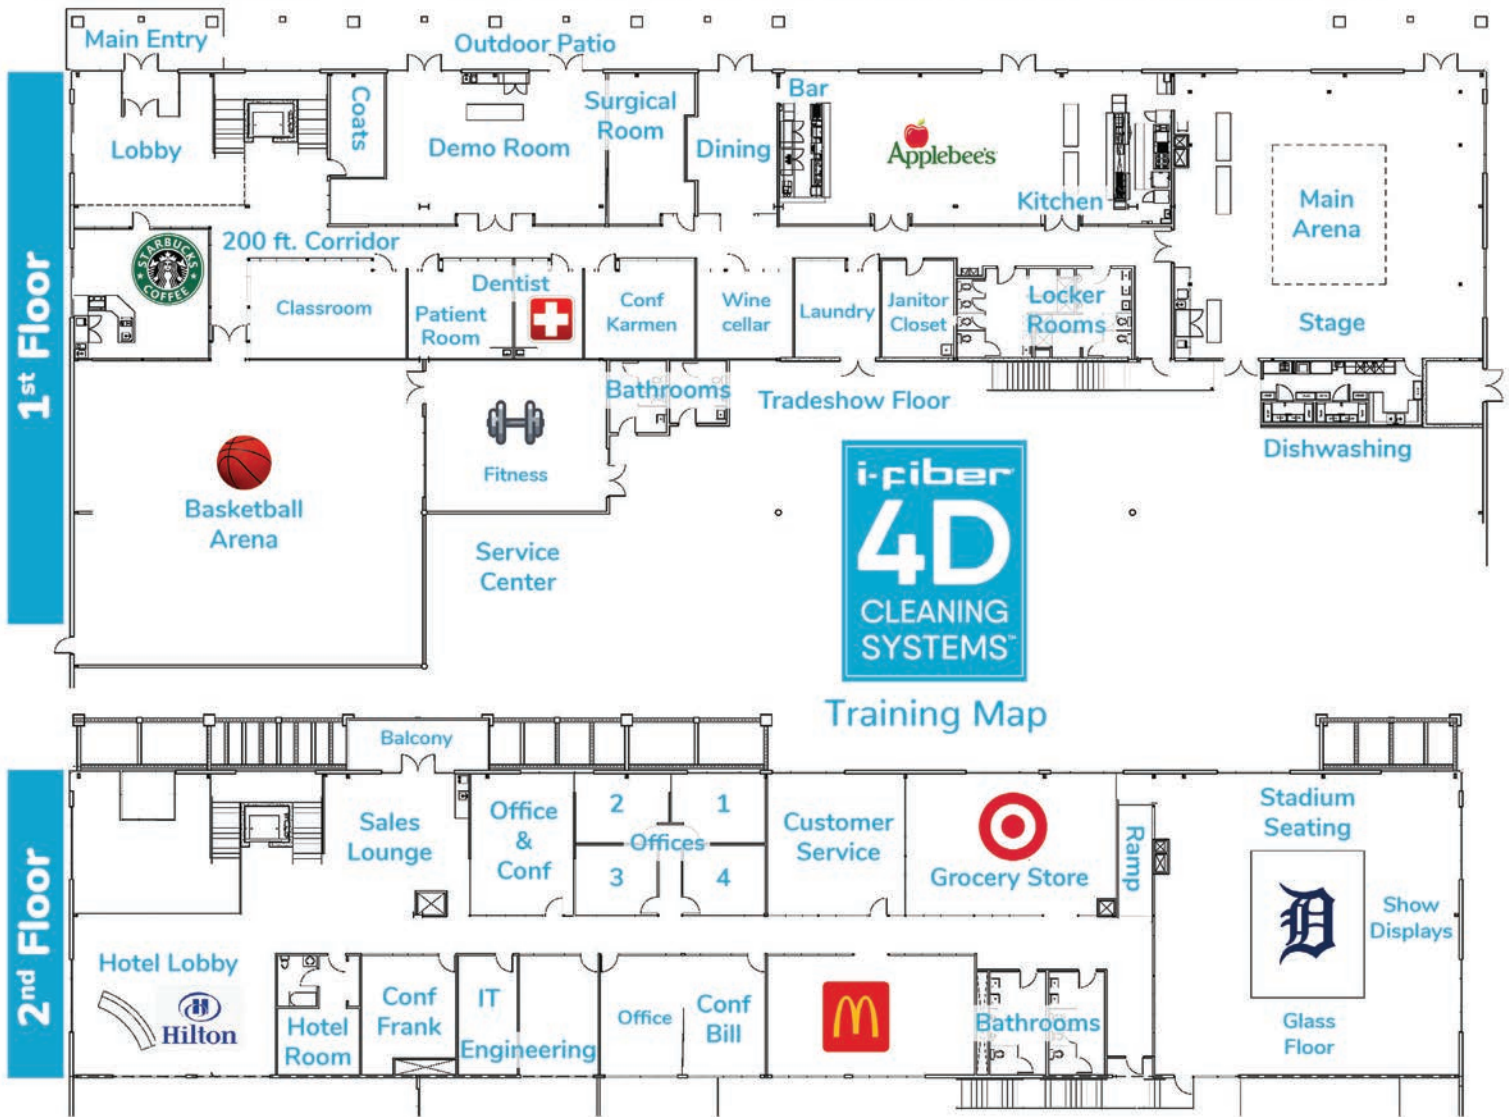 Main Entry
Outdoor Patio
1st Floor
Lobby
Coats
Demo Room
Surgical
Room
Dining
Bar
Applebee's
Kitchen
Main
Arena
Stage
STARBUCKS
COFFEE
200 ft. Corridor
Classroom
Dentist
Patient
Room
Conf
Karmen
Wine
cellar
Laundry
Janitor
Closet
Locker
Rooms
Bathrooms
Tradeshow Floor
Dishwashing
Fitness
Basketball
Arena
Service
Center
i-fiber
4D
CLEANING
SYSTEMS™
Training Map
2nd Floor
Balcony
Sales
Lounge
Office
&
Conf
2
1
Offices
3
4
Customer
Service
Grocery Store
Ramp
Stadium
Seating
D
Show
Displays
Glass
Floor
Hotel Lobby
H
Hilton
Hotel
Room
Conf
Frank
IT
Engineering
Office
Conf
Bill
M
Bathrooms